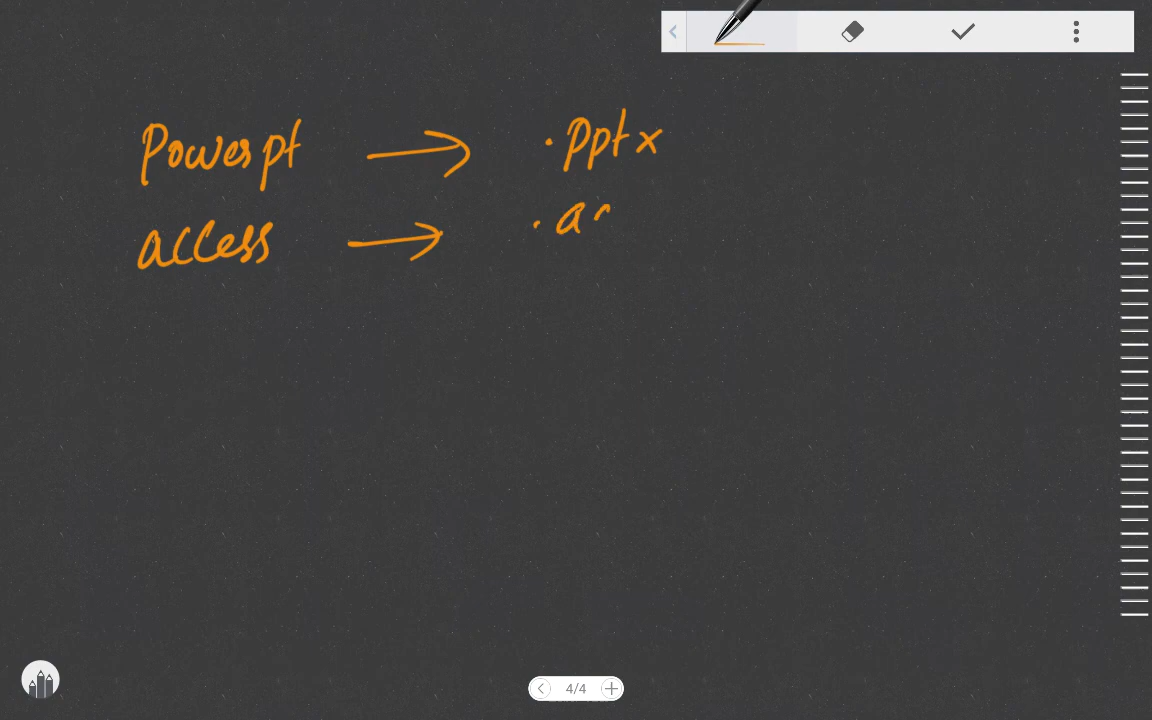 Powerpt → .pptx
access →
4/4